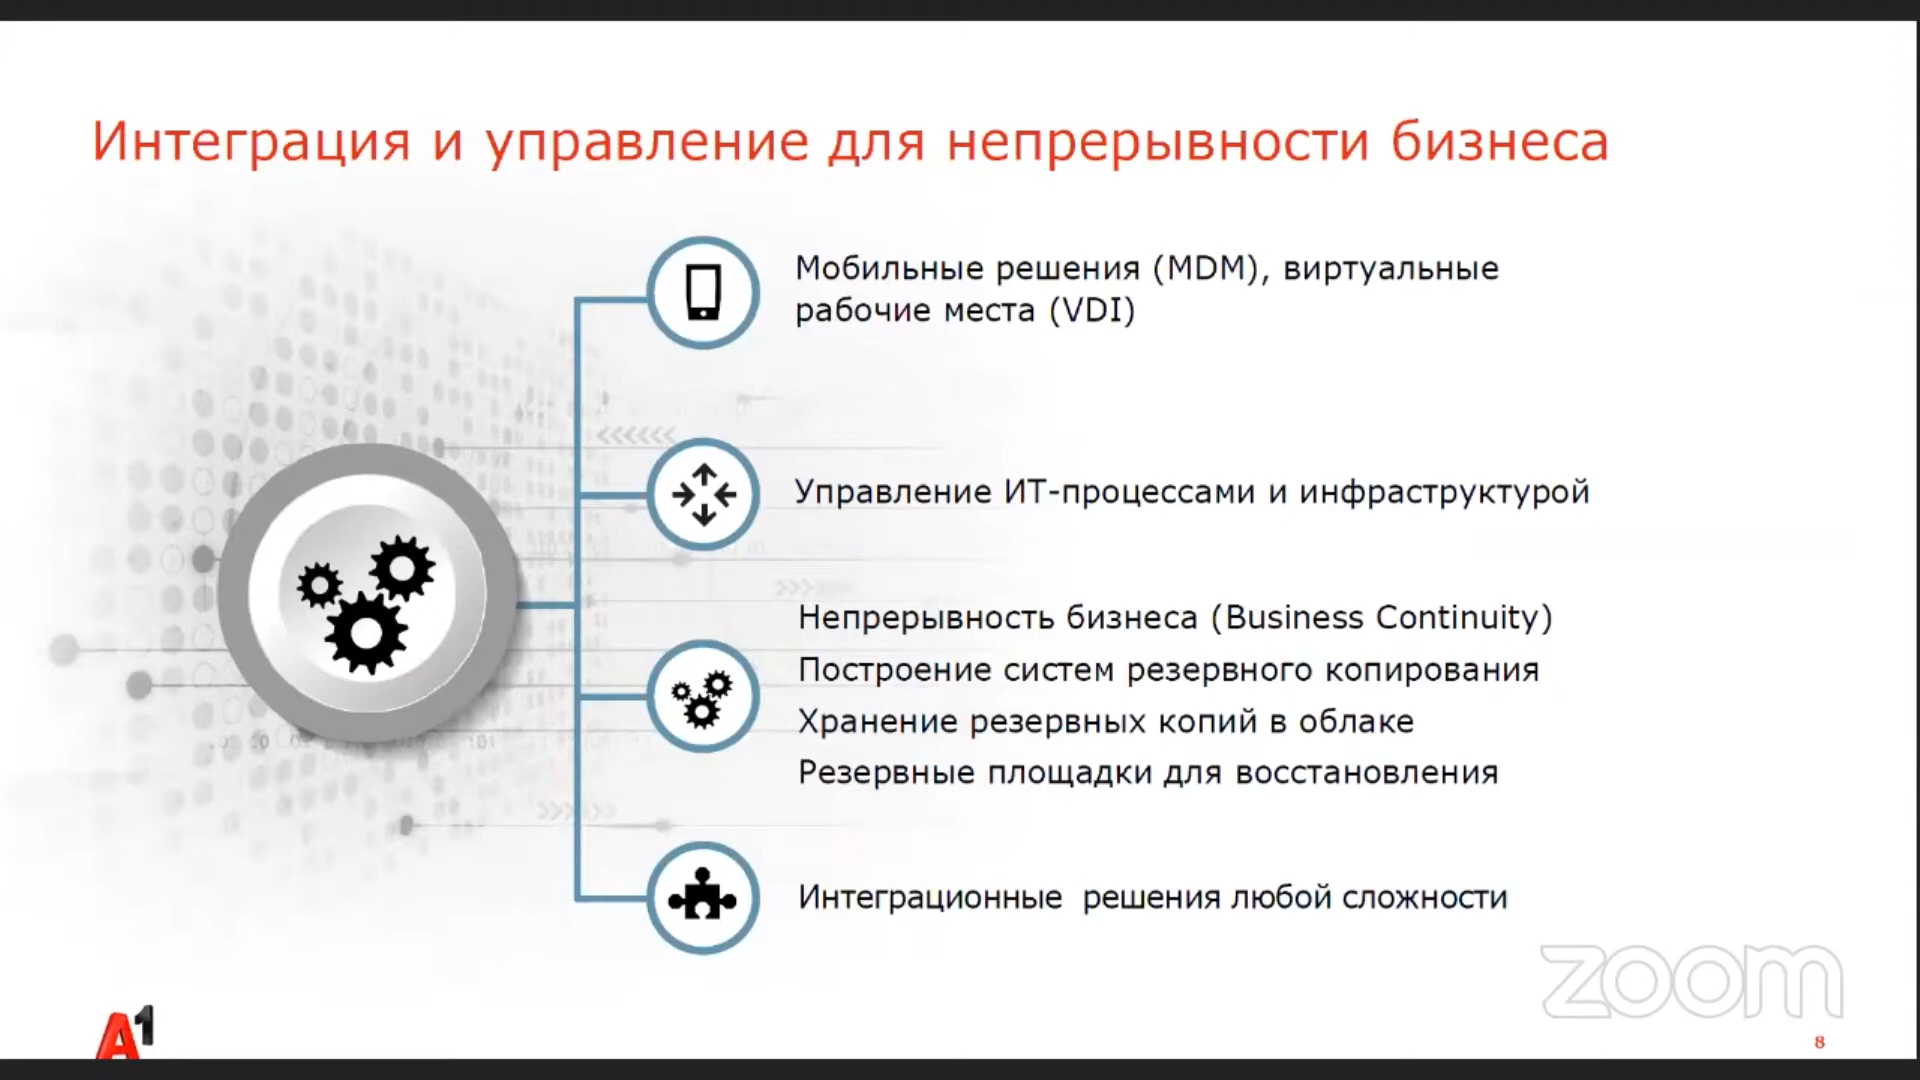 Интеграция и управление для непрерывности бизнеса
Мобильные решения (MDM), виртуальные
рабочие места (VDI)
Управление ИТ-процессами и инфраструктурой
Непрерывность бизнеса (Business Continuity)
Построение систем резервного копирования
Хранение резервных копий в облаке
Резервные площадки для восстановления
Интеграционные решения любой сложности
zoom
A1
8